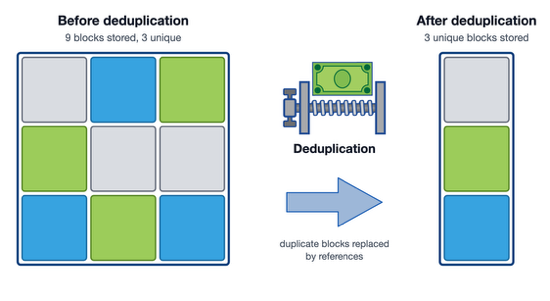 Before deduplication
9 blocks stored, 3 unique
Deduplication
duplicate blocks replaced
by references
After deduplication
3 unique blocks stored